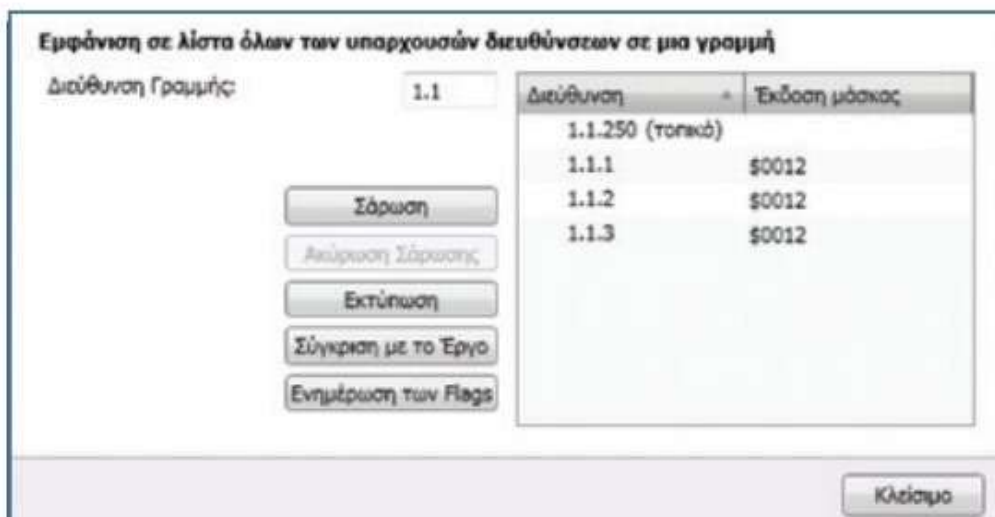 Εμφάνιση σε λίστα όλων των υπαρχουσών διευθύνσεων σε μια γραμμή
Διεύθυνση Γραμμής: 1.1
Διεύθυνση Έκδοση μάσκας
1.1.250 (τοπικό)
1.1.1 $0012
1.1.2 $0012
1.1.3 $0012
Σάρωση
Ακύρωση Σάρωσης
Εκτύπωση
Σύγκριση με το Έργο
Ενημέρωση των Flags
Κλείσιμο